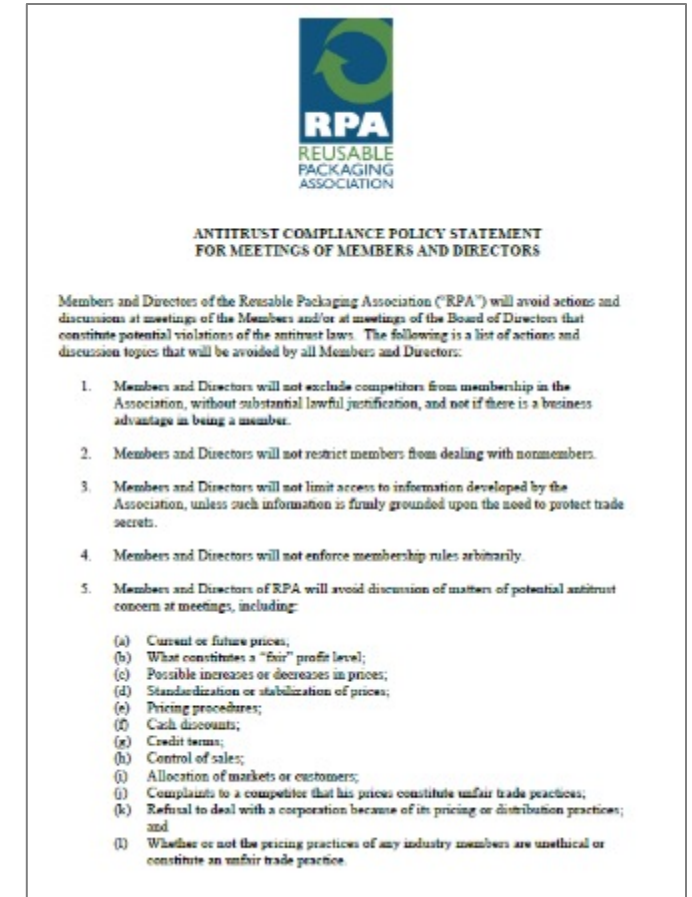 RPA
REUSABLE
PACKAGING
ASSOCIATION
ANTITRUST COMPLIANCE POLICY STATEMENT
FOR MEETINGS OF MEMBERS AND DIRECTORS
Members and Directors of the Reusable Packaging Association ("RPA") will avoid actions and
discussions at meetings of the Members and/or at meetings of the Board of Directors that
constitute potential violations of the antitrust laws. The following is a list of actions and
discussion topics that will be avoided by all Members and Directors:
1. Members and Directors will not exclude competitors from membership in the
Association, without substantial lawful justification, and not if there is a business
advantage in being a member.
2. Members and Directors will not restrict members from dealing with nonmembers.
3. Members and Directors will not limit access to information developed by the
Association, unless such information is firmly grounded upon the need to protect trade
secrets.
4. Members and Directors will not enforce membership rules arbitrarily.
5. Members and Directors of RPA will avoid discussion of matters of potential antitrust
concern at meetings, including:
(a) Current or future prices;
(b) What constitutes a "fair" profit level;
(c) Possible increases or decreases in prices;
(d) Standardization or stabilization of prices;
(e) Pricing procedures;
(f) Cash discounts;
(g) Credit terms;
(h) Control of sales;
(i) Allocation of markets or customers;
(j) Complaints to a competitor that his prices constitute unfair trade practices;
(k) Refusal to deal with a corporation because of its pricing or distribution practices;
and
(l) Whether or not the pricing practices of any industry members are unethical or
constitute an unfair trade practice.